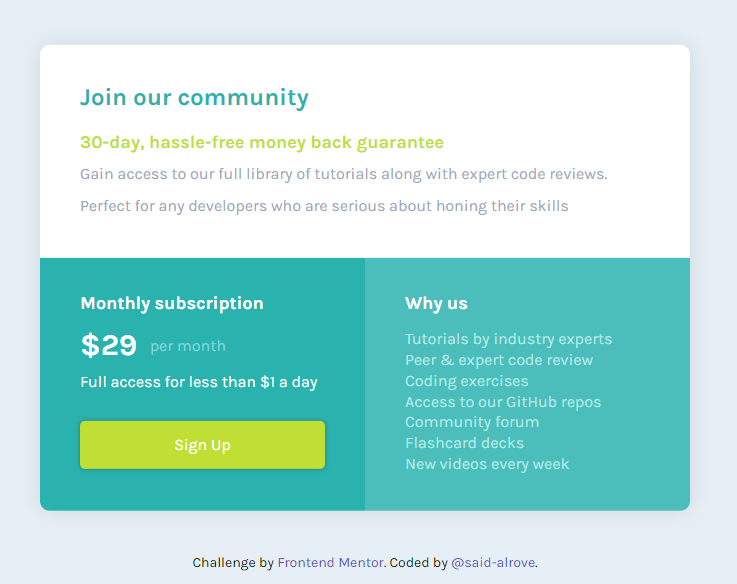 Join our community
30-day, hassle-free money back guarantee
Gain access to our full library of tutorials along with expert code reviews.
Perfect for any developers who are serious about honing their skills
Monthly subscription
$29 per month
Full access for less than $1 a day
Sign Up
Why us
Tutorials by industry experts
Peer & expert code review
Coding exercises
Access to our GitHub repos
Community forum
Flashcard decks
New videos every week
Challenge by Frontend Mentor. Coded by @said-alrove.